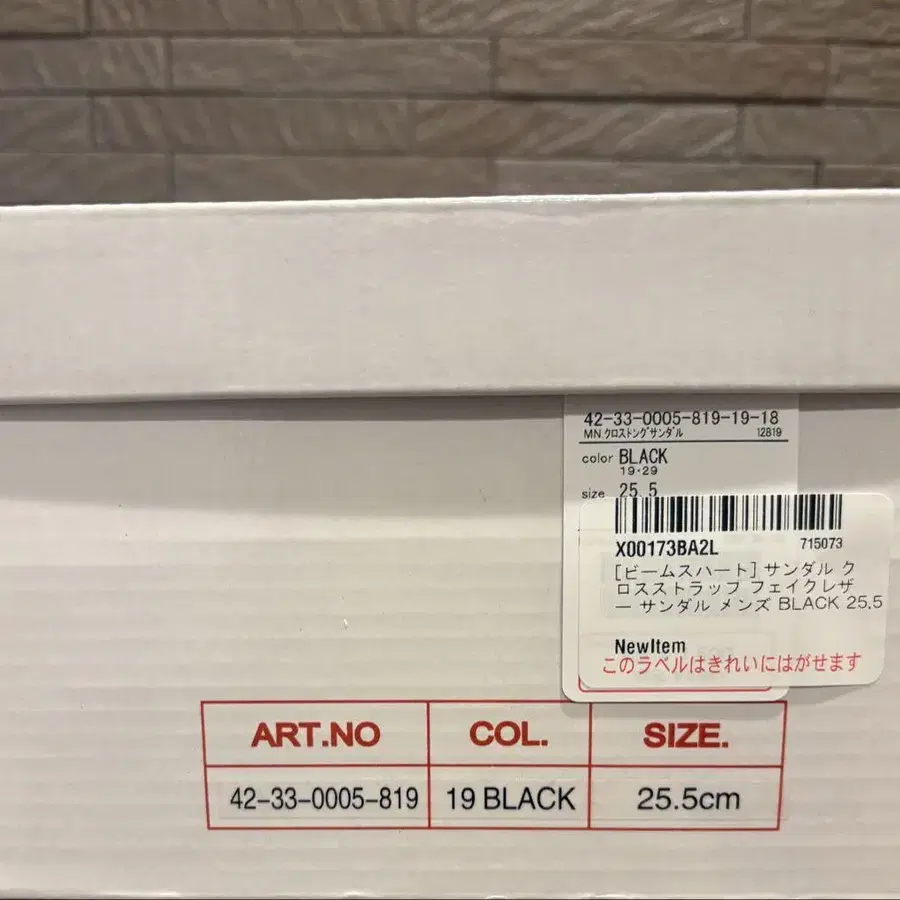 42-33-0005-819-19-18
MN.クロストングサンダル 12819
color BLACK
19・29
size 25.5
X00173BA2L 715073
[ビームスハート] サンダル ク
ロスストラップ フェイクレザ
ー サンダル メンズ BLACK 25.5
NewItem
このラベルはきれいにはがせます
ART.NO COL. SIZE.
42-33-0005-819 19 BLACK 25.5cm